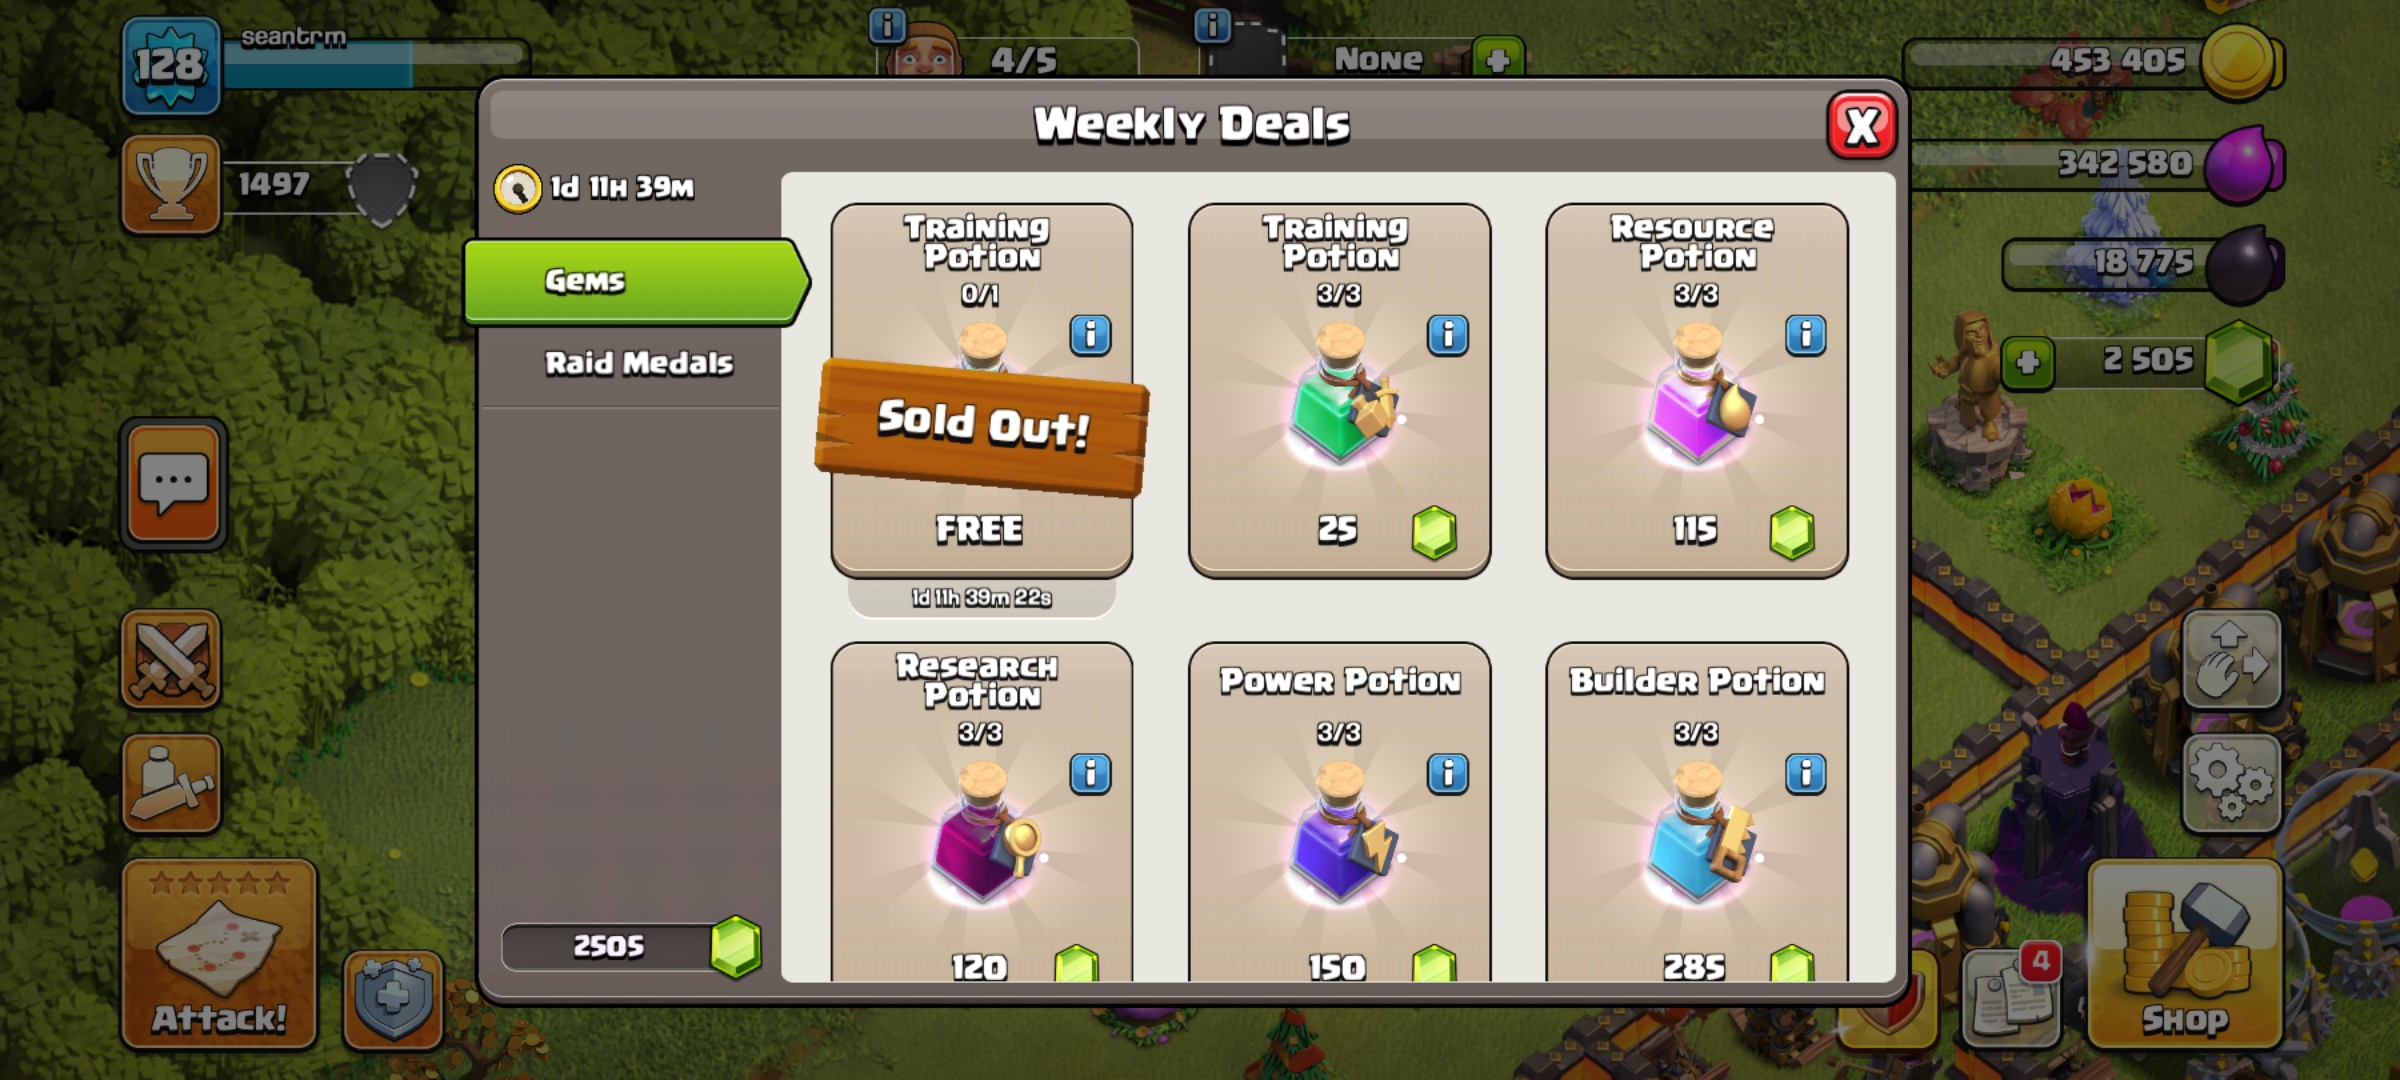 128
seantrm
4/5
None
453 405
1497
342 580
18 775
2 505
Weekly Deals
X
1d 11h 39m
Gems
Raid Medals
Training
Potion
0/1
Sold Out!
FREE
1d 11h 39m 22s
Training
Potion
3/3
25
Resource
Potion
3/3
115
Research
Potion
3/3
120
Power Potion
3/3
150
Builder Potion
3/3
285
2505
Attack!
4
Shop